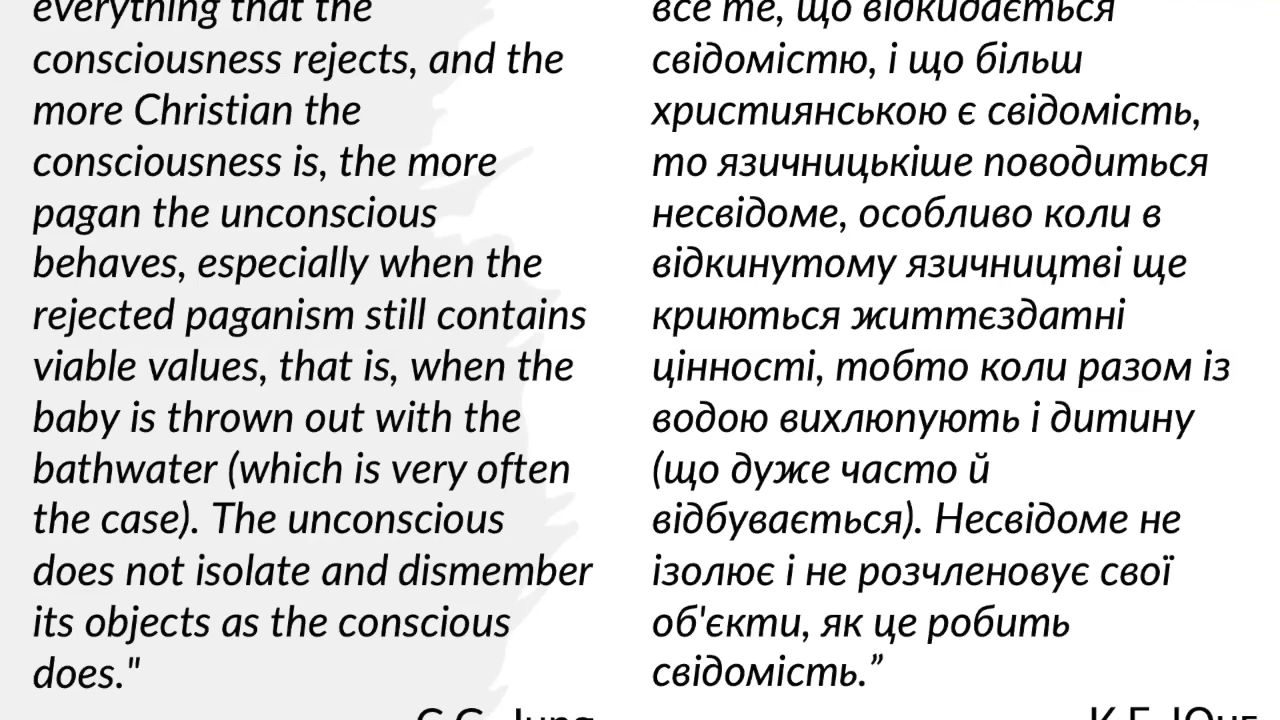 everything that the
consciousness rejects, and the
more Christian the
consciousness is, the more
pagan the unconscious
behaves, especially when the
rejected paganism still contains
viable values, that is, when the
baby is thrown out with the
bathwater (which is very often
the case). The unconscious
does not isolate and dismember
its objects as the conscious
does."
C.G. Jung
все те, що відкидається
свідомістю, і що більш
християнською є свідомість,
то язичницькіше поводиться
несвідоме, особливо коли в
відкинутому язичництві ще
криються життєздатні
цінності, тобто коли разом із
водою вихлюпують і дитину
(що дуже часто й
відбувається). Несвідоме не
ізолює і не розчленовує свої
об'єкти, як це робить
свідомість.”
К.Г. Юнг